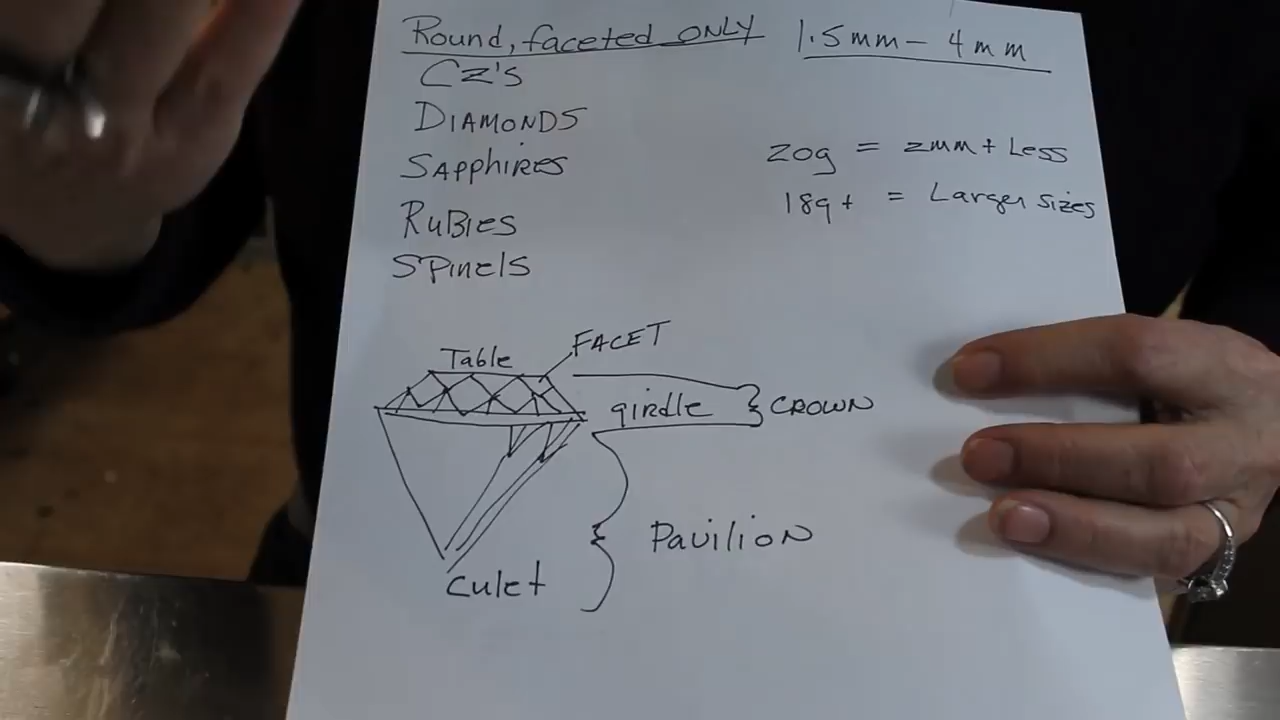 Round, faceted ONLY 1.5mm - 4mm
CZ's
DIAMONDS
SAPPHIRES
RUBIES
SPINELS
20g = 2mm + Less
18g + = Larger sizes
Table
FACET
girdle } CROWN
Pavilion
Culet